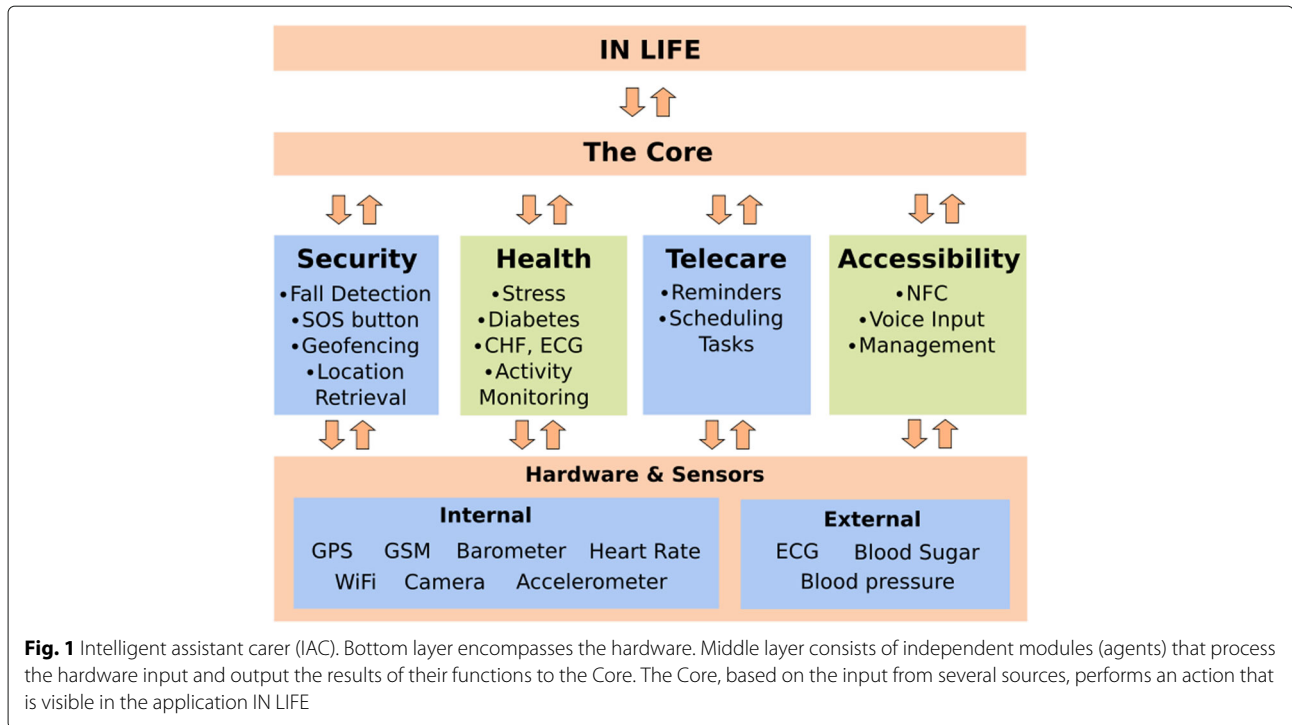 IN LIFE
The Core
Security
•Fall Detection
•SOS button
•Geofencing
•Location
Retrieval
Health
•Stress
•Diabetes
•CHF, ECG
•Activity
Monitoring
Telecare
•Reminders
•Scheduling
Tasks
Accessibility
•NFC
•Voice Input
•Management
Hardware & Sensors
Internal
GPS GSM Barometer Heart Rate
WiFi Camera Accelerometer
External
ECG Blood Sugar
Blood pressure
Fig. 1 Intelligent assistant carer (IAC). Bottom layer encompasses the hardware. Middle layer consists of independent modules (agents) that process
the hardware input and output the results of their functions to the Core. The Core, based on the input from several sources, performs an action that
is visible in the application IN LIFE